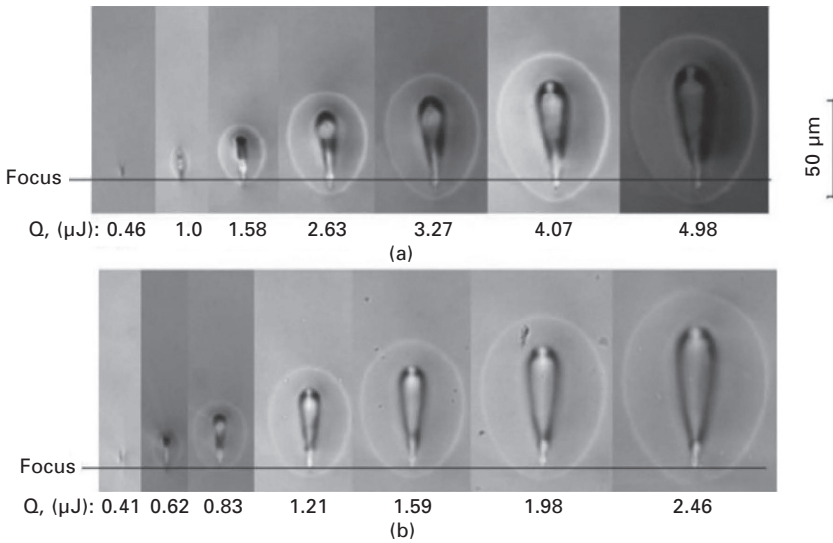 50 μm
Focus
Q, (μJ): 0.46 1.0 1.58 2.63 3.27 4.07 4.98
(a)
Focus
Q, (μJ): 0.41 0.62 0.83 1.21 1.59 1.98 2.46
(b)